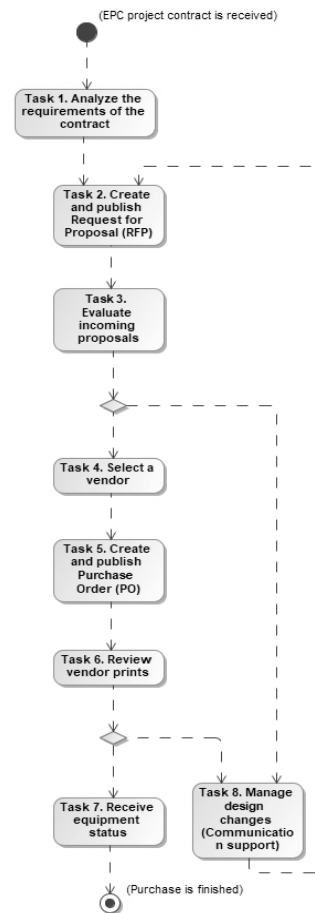 (EPC project contract is received)
Task 1. Analyze the
requirements of the
contract
Task 2. Create
and publish
Request for
Proposal (RFP)
Task 3.
Evaluate
incoming
proposals
Task 4. Select a
vendor
Task 5. Create
and publish
Purchase
Order (PO)
Task 6. Review
vendor prints
Task 7. Receive
equipment
status
Task 8. Manage
design
changes
(Communicatio
n support)
(Purchase is finished)